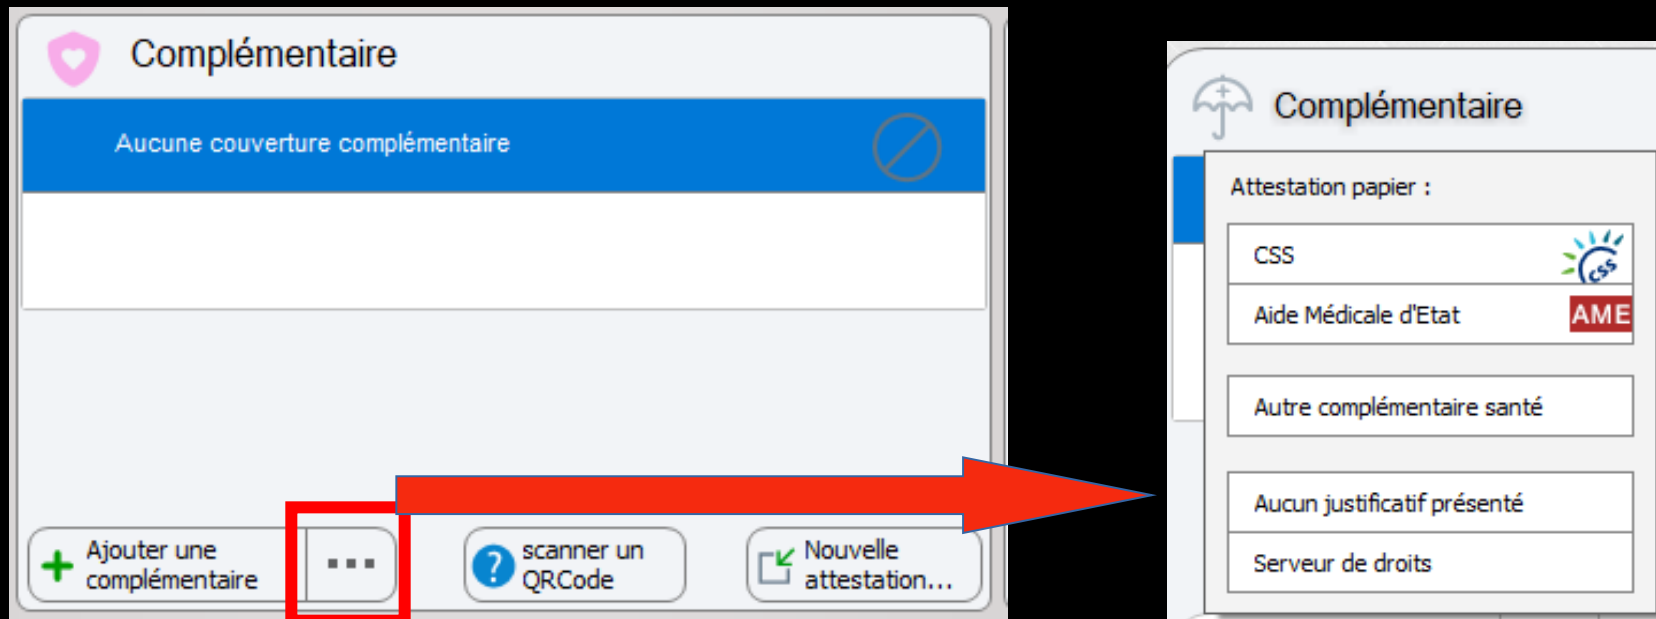 Complémentaire
Aucune couverture complémentaire
Ajouter une
complémentaire
scanner un
QRCode
Nouvelle
attestation...
Complémentaire
Attestation papier :
CSS
css
Aide Médicale d'Etat
AME
Autre complémentaire santé
Aucun justificatif présenté
Serveur de droits